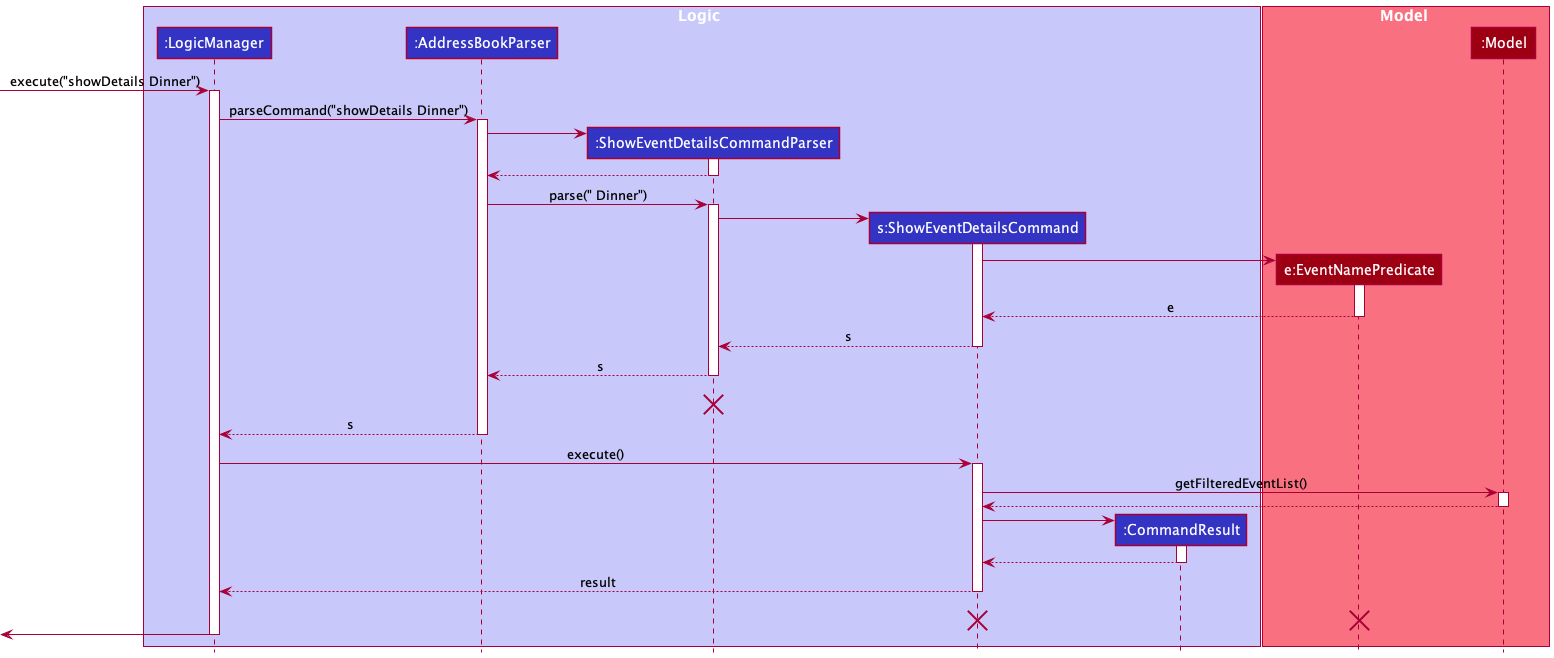 Logic
Model
:LogicManager
:AddressBookParser
:Model
execute("showDetails Dinner")
parseCommand("showDetails Dinner")
:ShowEventDetailsCommandParser
parse(" Dinner")
s:ShowEventDetailsCommand
e:EventNamePredicate
e
s
s
s
execute()
getFilteredEventList()
:CommandResult
result